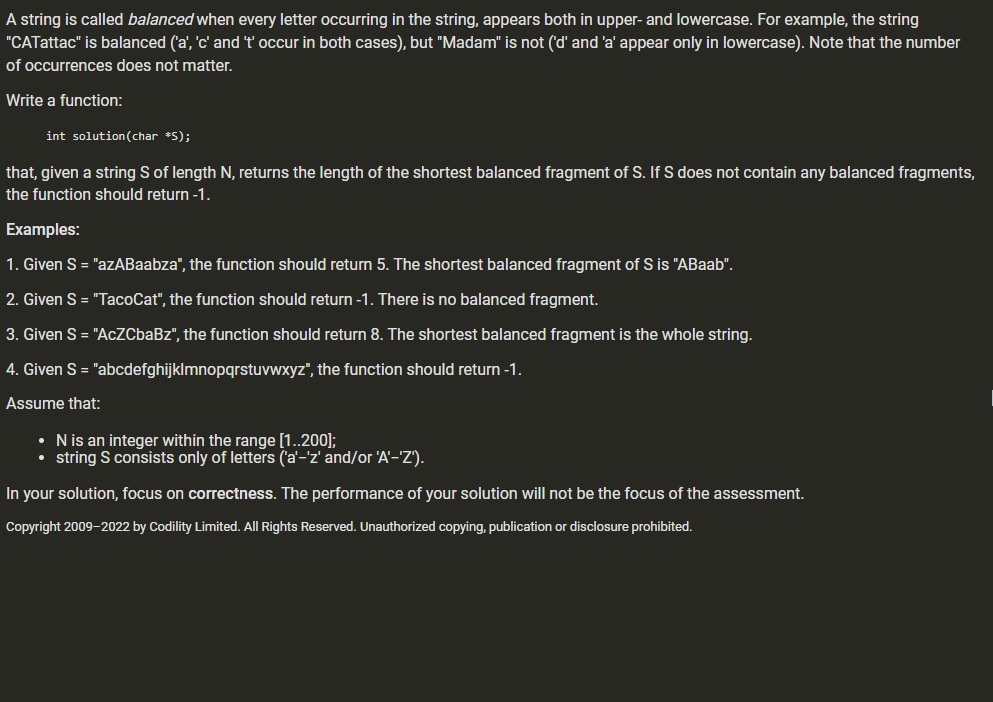 A string is called balanced when every letter occurring in the string, appears both in upper- and lowercase. For example, the string
"CATattac" is balanced ('a', 'c' and 't' occur in both cases), but "Madam" is not ('d' and 'a' appear only in lowercase). Note that the number
of occurrences does not matter.
Write a function:
int solution(char *S);
that, given a string S of length N, returns the length of the shortest balanced fragment of S. If S does not contain any balanced fragments,
the function should return -1.
Examples:
1. Given S = "azABaabza", the function should return 5. The shortest balanced fragment of S is "ABaab".
2. Given S = "TacoCat", the function should return -1. There is no balanced fragment.
3. Given S = "AcZCbaBz", the function should return 8. The shortest balanced fragment is the whole string.
4. Given S = "abcdefghijklmnopqrstuvwxyz", the function should return -1.
Assume that:
• N is an integer within the range [1..200];
• string S consists only of letters ('a'−'z' and/or 'A'−'Z').
In your solution, focus on correctness. The performance of your solution will not be the focus of the assessment.
Copyright 2009–2022 by Codility Limited. All Rights Reserved. Unauthorized copying, publication or disclosure prohibited.